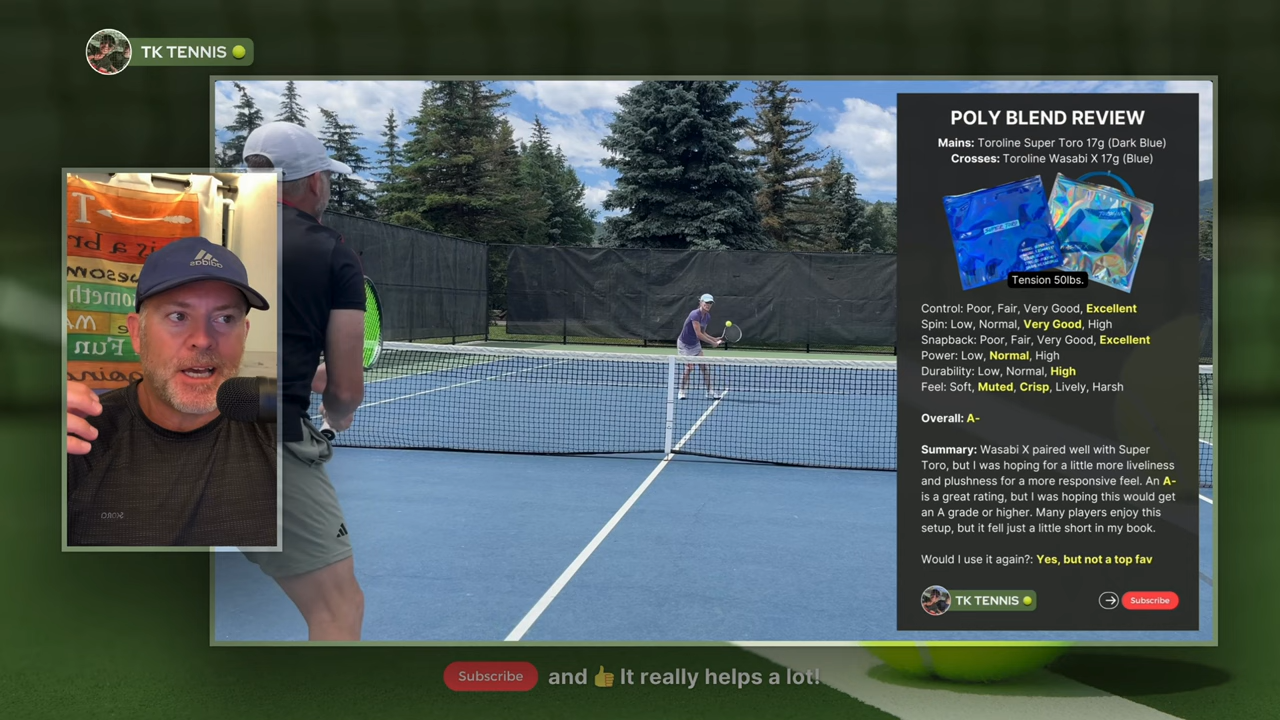 TK TENNIS
POLY BLEND REVIEW
Mains: Toroline Super Toro 17g (Dark Blue)
Crosses: Toroline Wasabi X 17g (Blue)
Tension 50lbs.
Control: Poor, Fair, Very Good, Excellent
Spin: Low, Normal, Very Good, High
Snapback: Poor, Fair, Very Good, Excellent
Power: Low, Normal, High
Durability: Low, Normal, High
Feel: Soft, Muted, Crisp, Lively, Harsh
Overall: A-
Summary: Wasabi X paired well with Super
Toro, but I was hoping for a little more liveliness
and plushness for a more responsive feel. An A-
is a great rating, but I was hoping this would get
an A grade or higher. Many players enjoy this
setup, but it fell just a little short in my book.
Would I use it again?: Yes, but not a top fav
TK TENNIS
Subscribe
adidas
Fun
Subscribe and 👍 It really helps a lot!